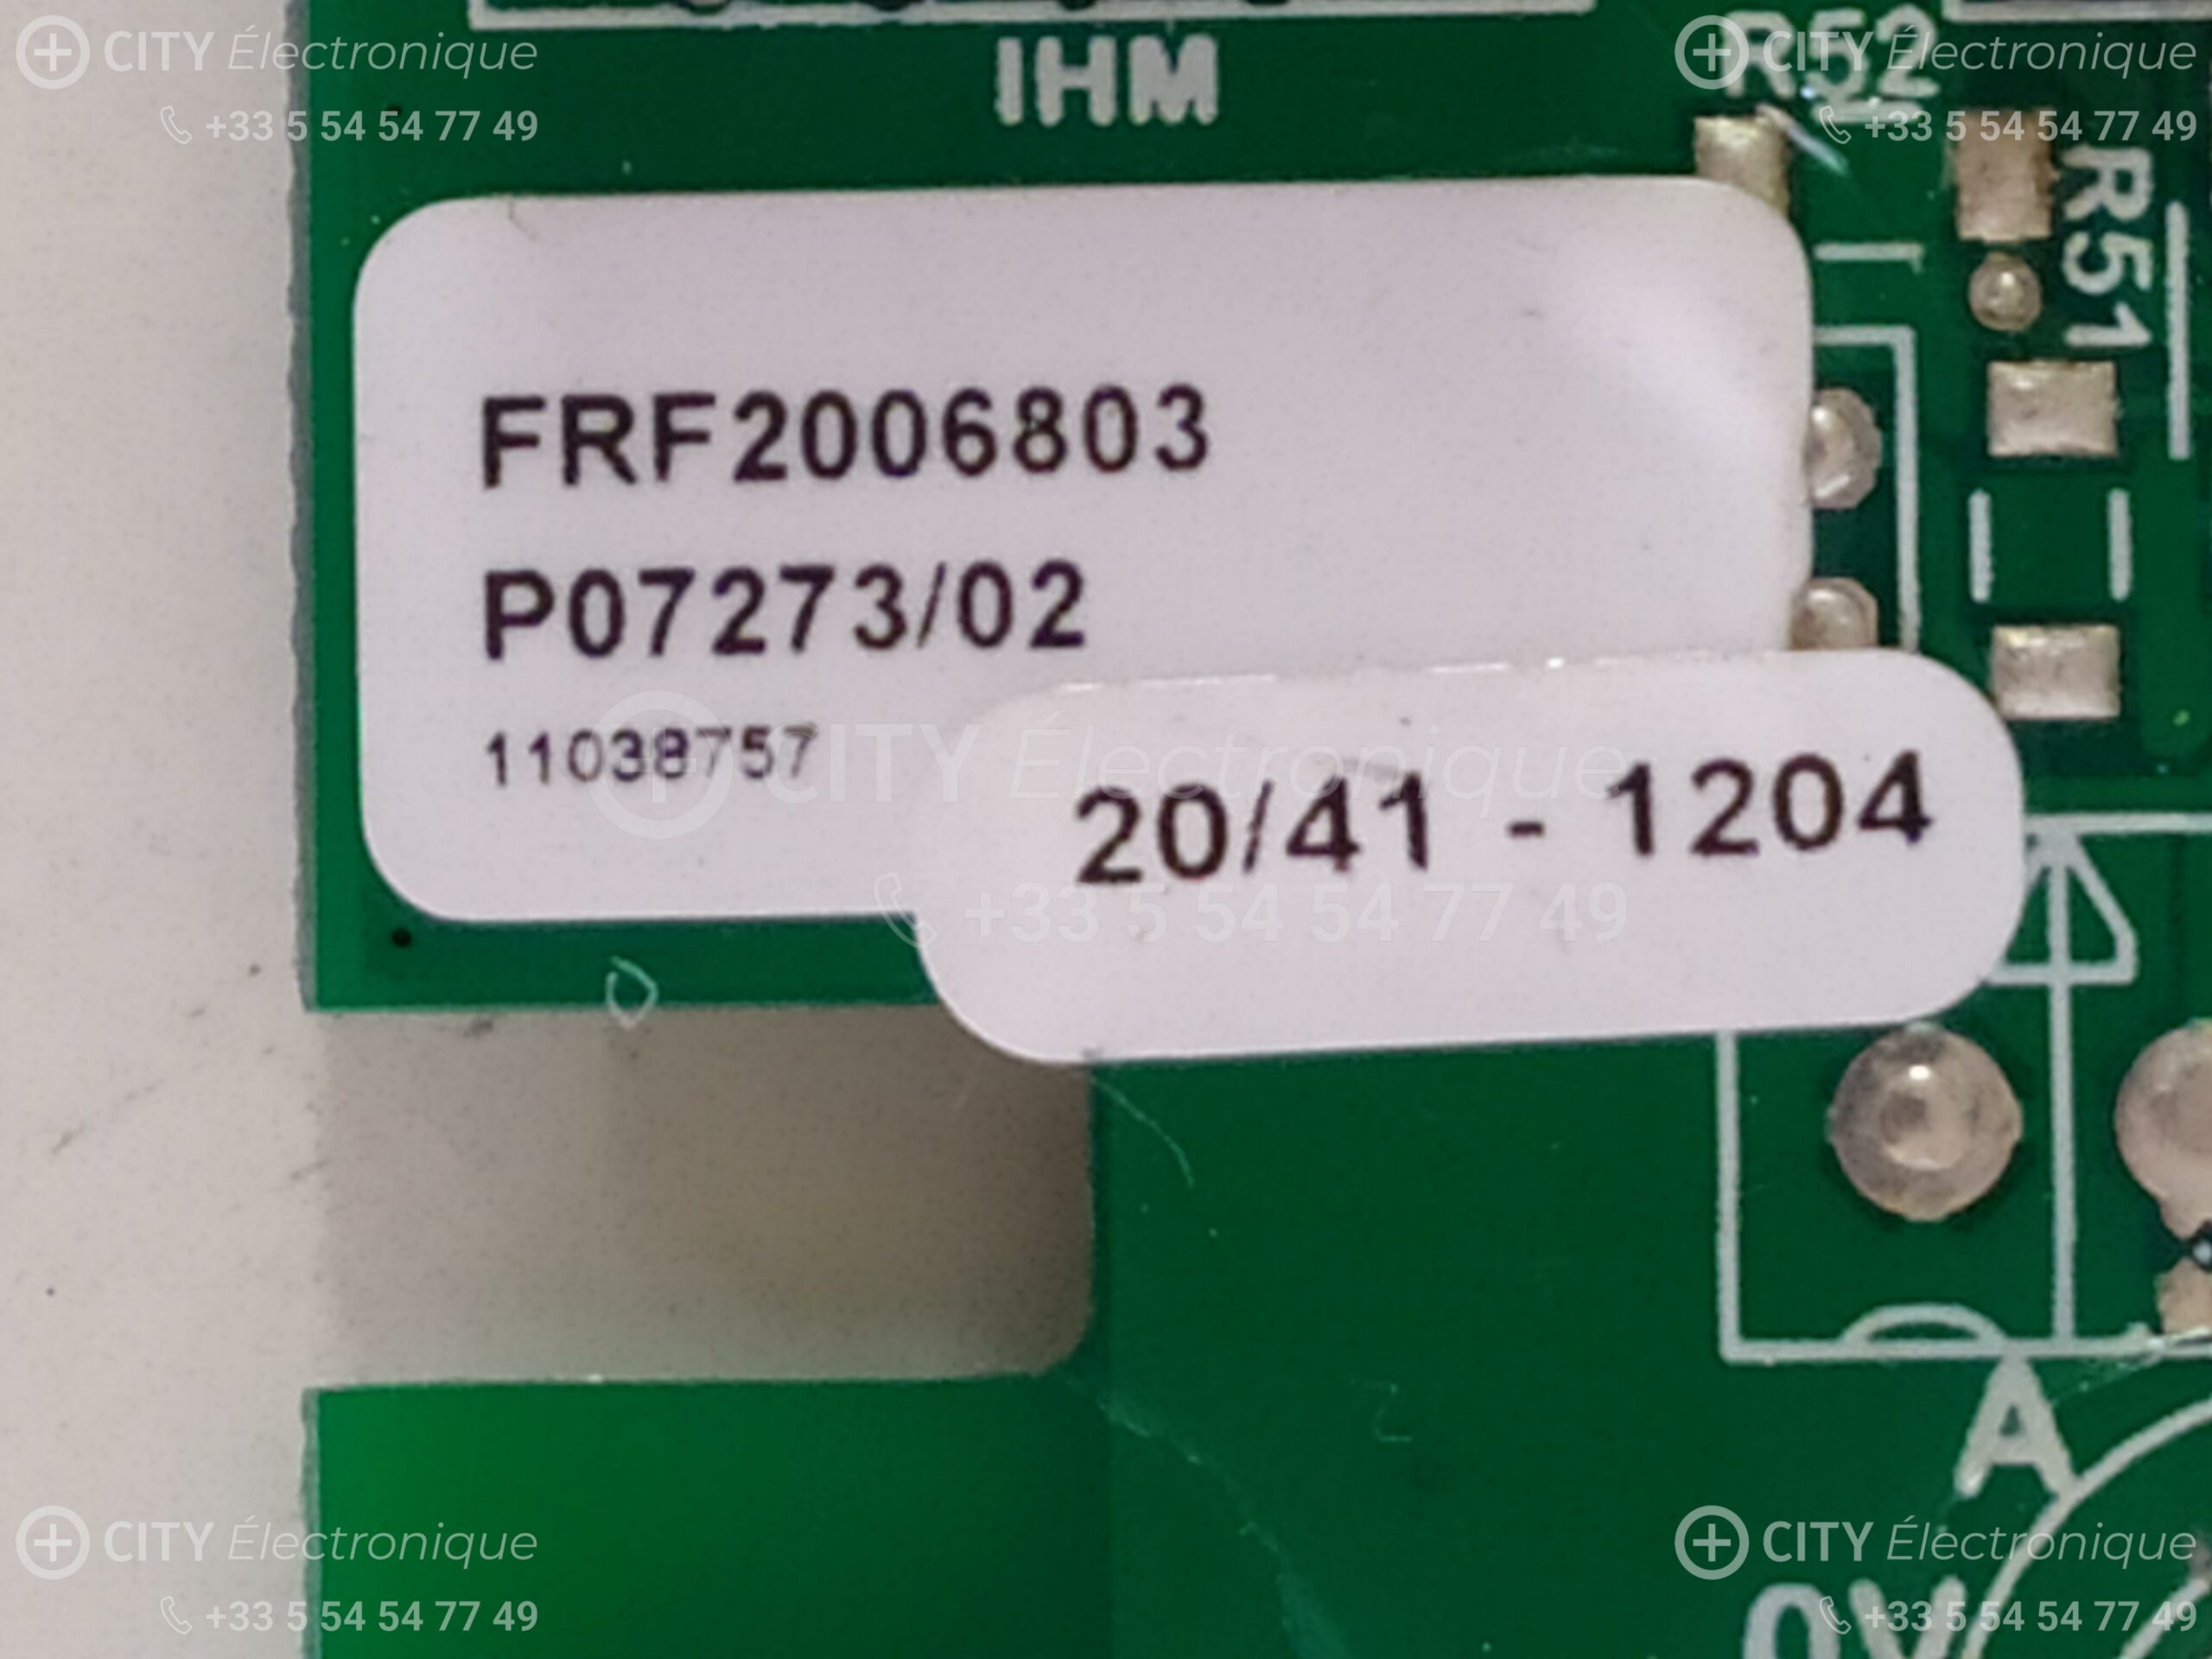 CITY Électronique
+33 5 54 54 77 49
CITY Électronique
+33 5 54 54 77 49
IHM
R52
R51
FRF2006803
P07273/02
11038757
CITY Électronique
+33 5 54 54 77 49
20/41 - 1204
A
0V
CITY Électronique
+33 5 54 54 77 49
CITY Électronique
+33 5 54 54 77 49